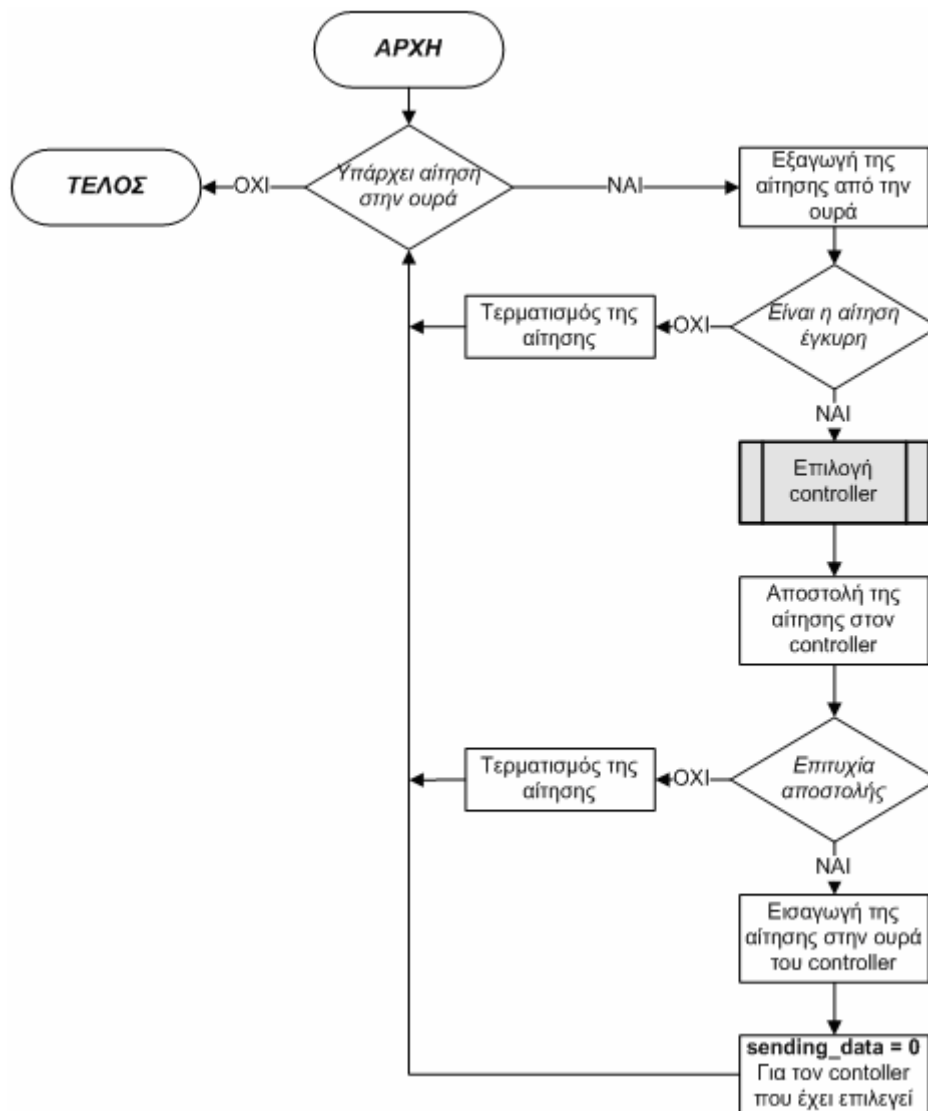 ΑΡΧΗ
Υπάρχει αίτηση
στην ουρά
ΤΕΛΟΣ
ΟΧΙ
ΝΑΙ
Εξαγωγή της
αίτησης από την
ουρά
Είναι η αίτηση
έγκυρη
ΟΧΙ
Τερματισμός της
αίτησης
ΝΑΙ
Επιλογή
controller
Αποστολή της
αίτησης στον
controller
Επιτυχία
αποστολής
ΟΧΙ
Τερματισμός της
αίτησης
ΝΑΙ
Εισαγωγή της
αίτησης στην ουρά
του controller
sending_data = 0
Για τον contoller
που έχει επιλεγεί